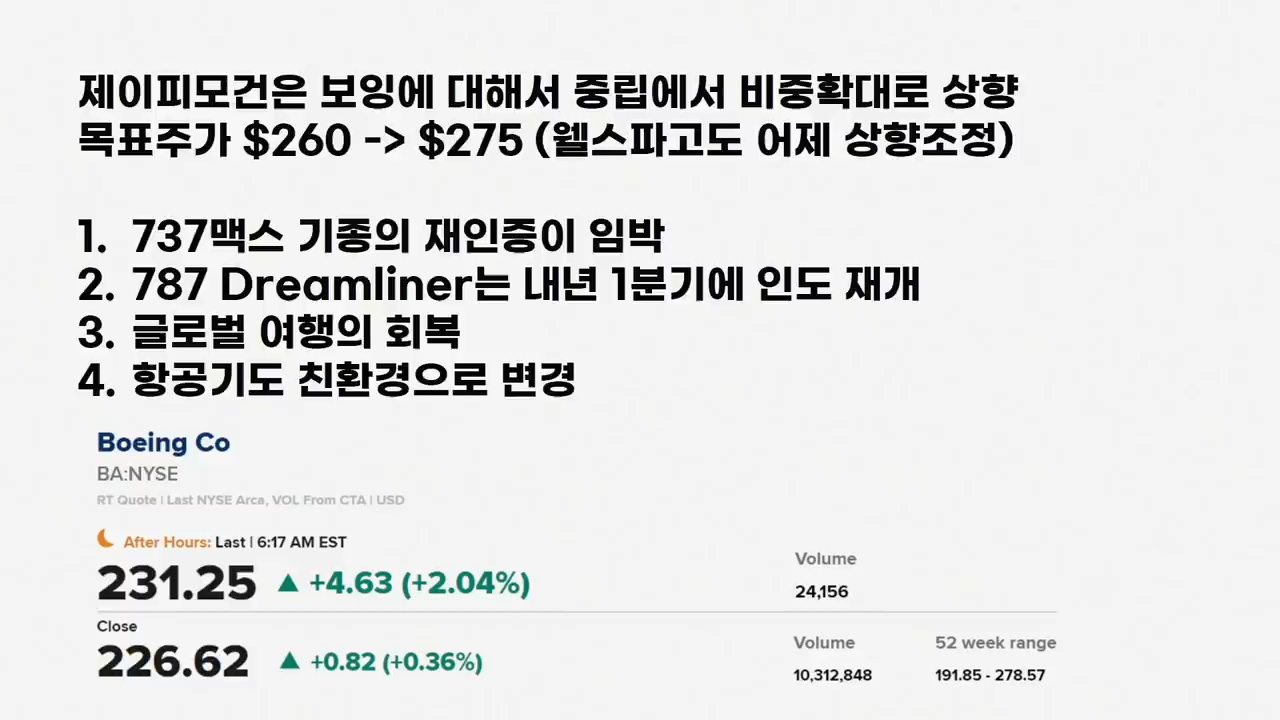 제이피모건은 보잉에 대해서 중립에서 비중확대로 상향
목표주가 $260 -> $275 (웰스파고도 어제 상향조정)
1. 737맥스 기종의 재인증이 임박
2. 787 Dreamliner는 내년 1분기에 인도 재개
3. 글로벌 여행의 회복
4. 항공기도 친환경으로 변경
Boeing Co
BA:NYSE
RT Quote | Last NYSE Arca, VOL From CTA | USD
After Hours: Last | 6:17 AM EST
231.25 ▲ +4.63 (+2.04%)
Volume
24,156
Close
226.62 ▲ +0.82 (+0.36%)
Volume 52 week range
10,312,848 191.85 - 278.57